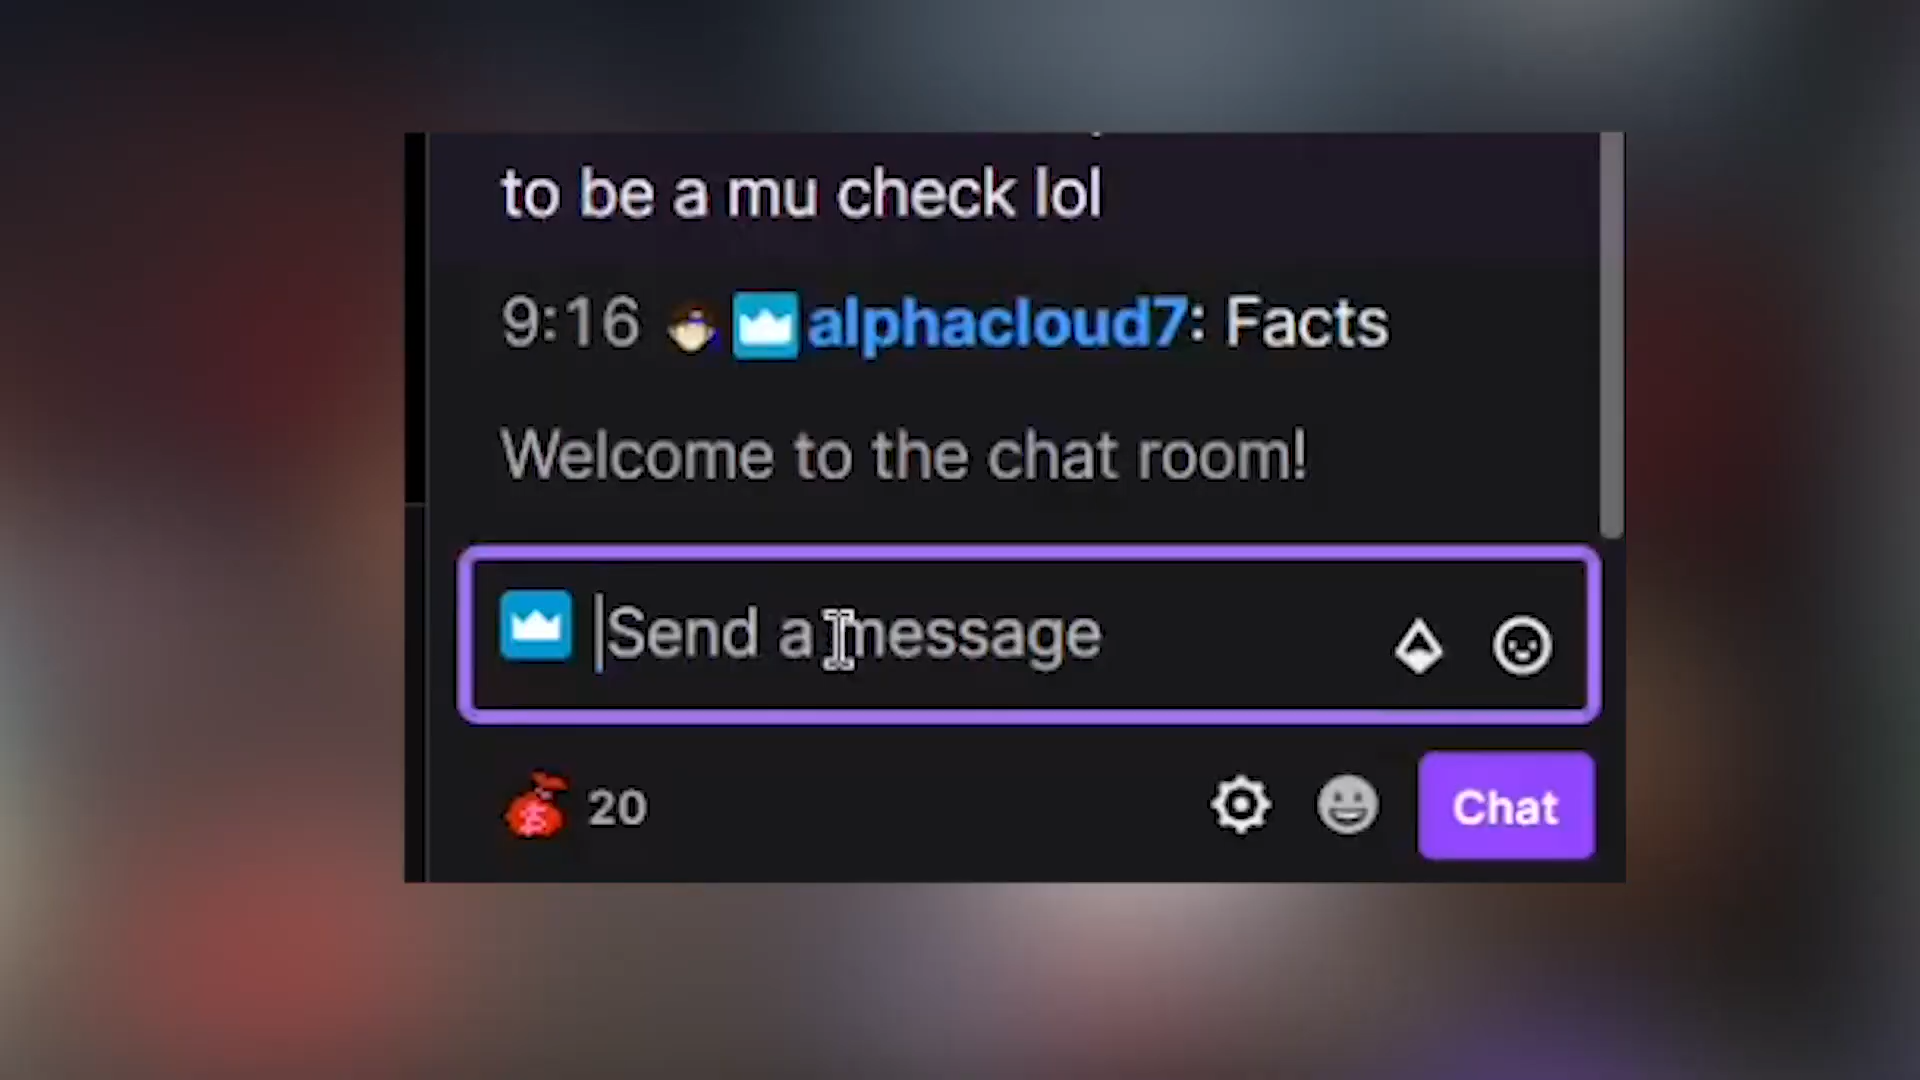 to be a mu check lol
9:16 alphacloud7: Facts
Welcome to the chat room!
Send a message
20
Chat